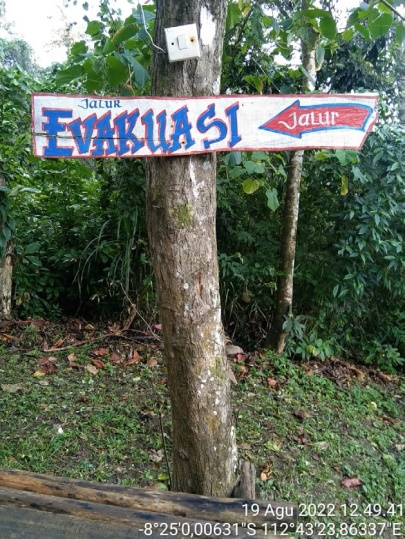 Jalur
EVAKUASI
Jalur
19 Agu 2022 12.49.41
-8°25'0,00631"S 112°43'23,86337"E